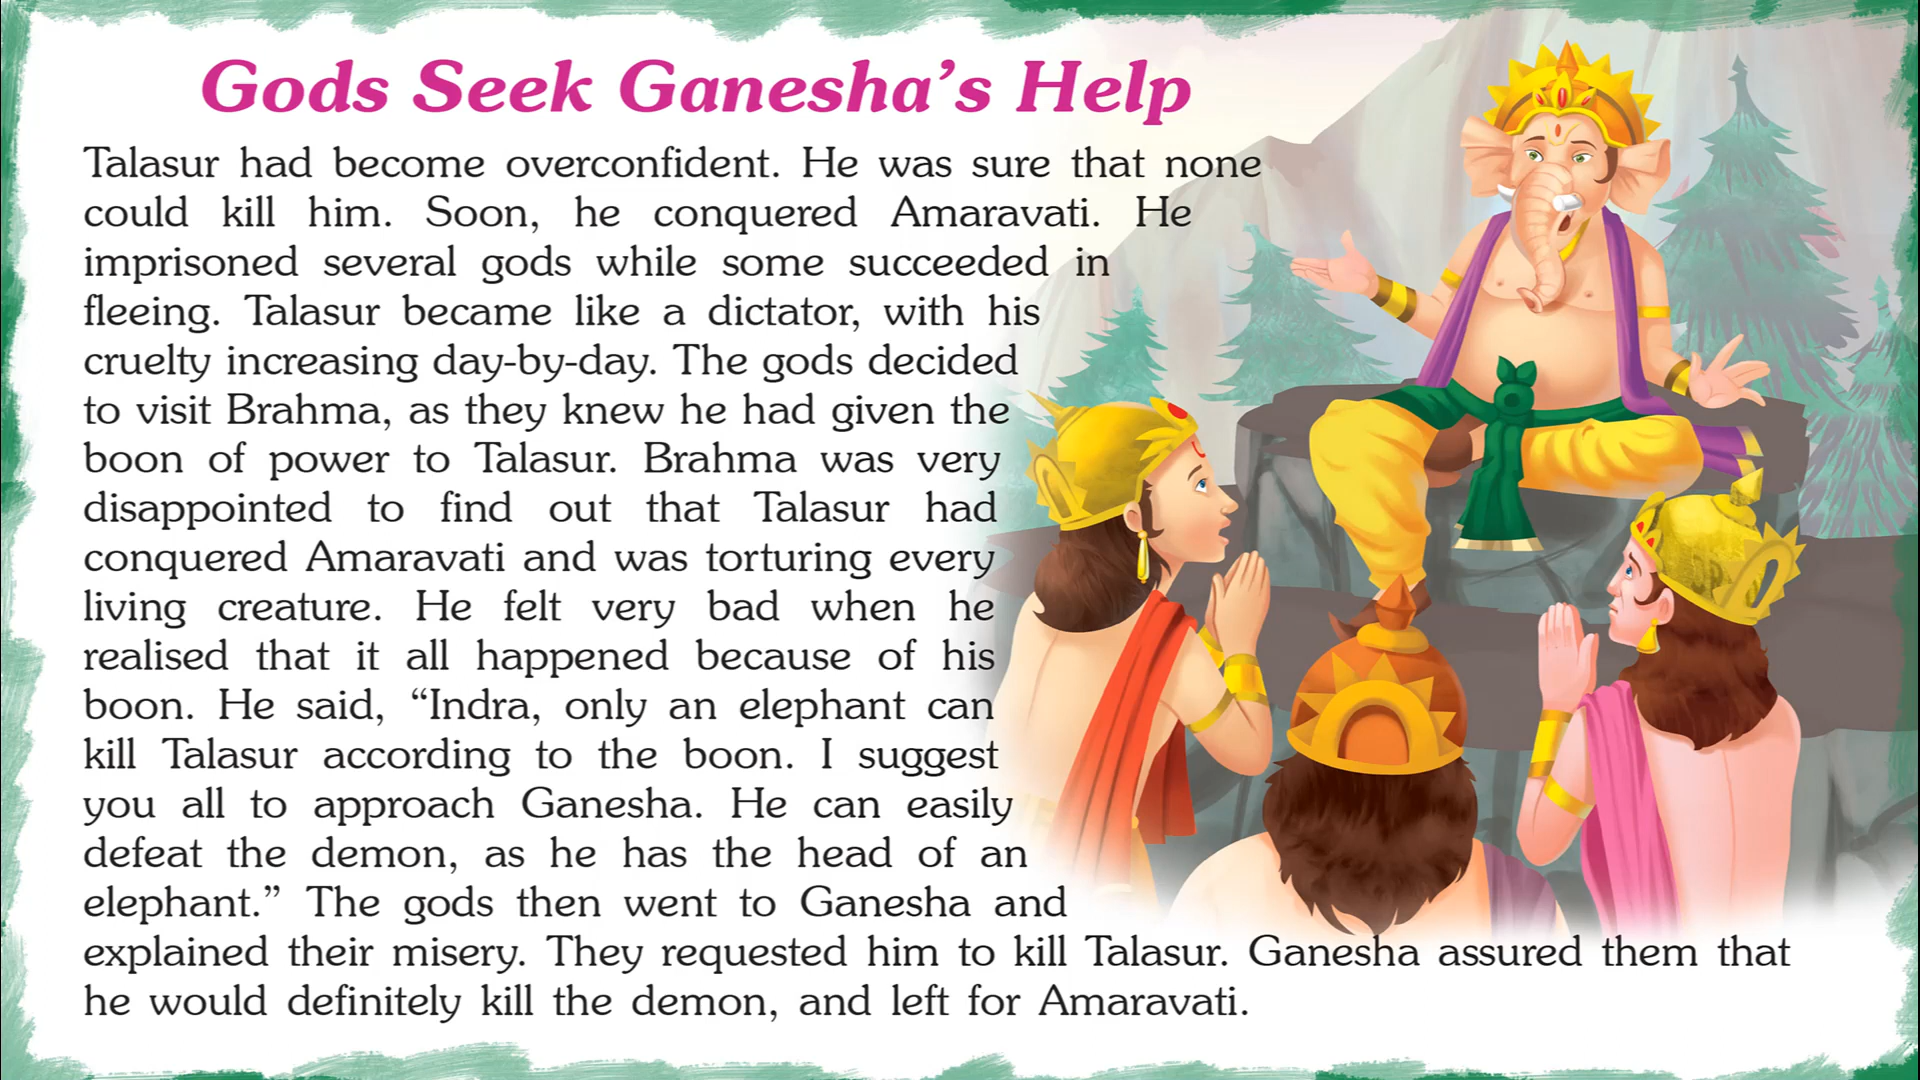 Gods Seek Ganesha’s Help
Talasur had become overconfident. He was sure that none
could kill him. Soon, he conquered Amaravati. He
imprisoned several gods while some succeeded in
fleeing. Talasur became like a dictator, with his
cruelty increasing day-by-day. The gods decided
to visit Brahma, as they knew he had given the
boon of power to Talasur. Brahma was very
disappointed to find out that Talasur had
conquered Amaravati and was torturing every
living creature. He felt very bad when he
realised that it all happened because of his
boon. He said, “Indra, only an elephant can
kill Talasur according to the boon. I suggest
you all to approach Ganesha. He can easily
defeat the demon, as he has the head of an
elephant.” The gods then went to Ganesha and
explained their misery. They requested him to kill Talasur. Ganesha assured them that
he would definitely kill the demon, and left for Amaravati.